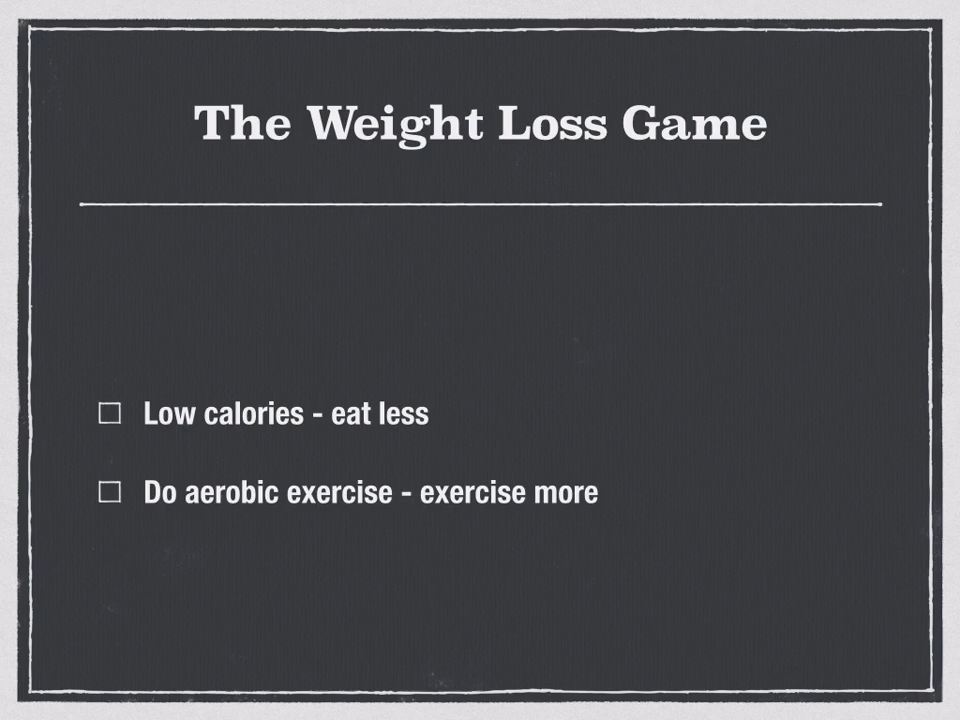 The Weight Loss Game
Low calories - eat less
Do aerobic exercise - exercise more